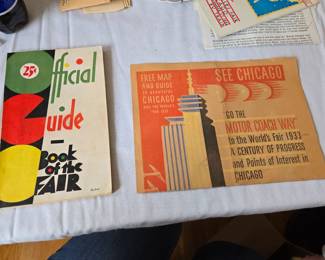 25¢
Official
Guide
Book
of the
FAIR
FREE MAP
AND GUIDE
CHICAGO
SEE CHICAGO
GO THE
MOTOR COACH WAY
to the World's Fair 1933
A CENTURY OF PROGRESS
and Points of Interest in
CHICAGO